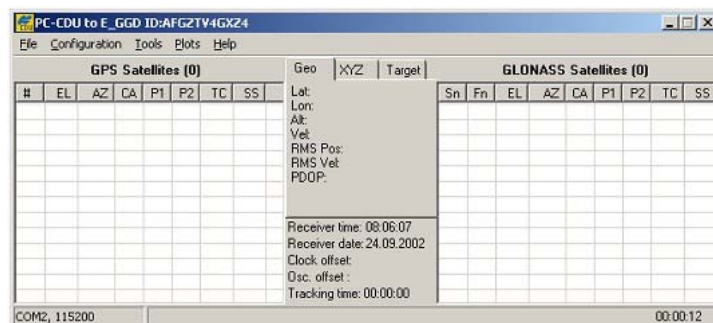 PC-CDU to E_GGD ID:AFGZTV4GXZ4
File Configuration Tools Plots Help
GPS Satellites (0)
# EL AZ CA P1 P2 TC SS
Geo XYZ Target
Lat:
Lon:
Alt:
Vel:
RMS Pos:
RMS Vel:
PDOP:
Receiver time: 08:06:07
Receiver date: 24.09.2002
Clock offset:
Osc. offset :
Tracking time: 00:00:00
GLONASS Satellites (0)
Sn Fn EL AZ CA P1 P2 TC SS
COM2, 115200 00:00:12